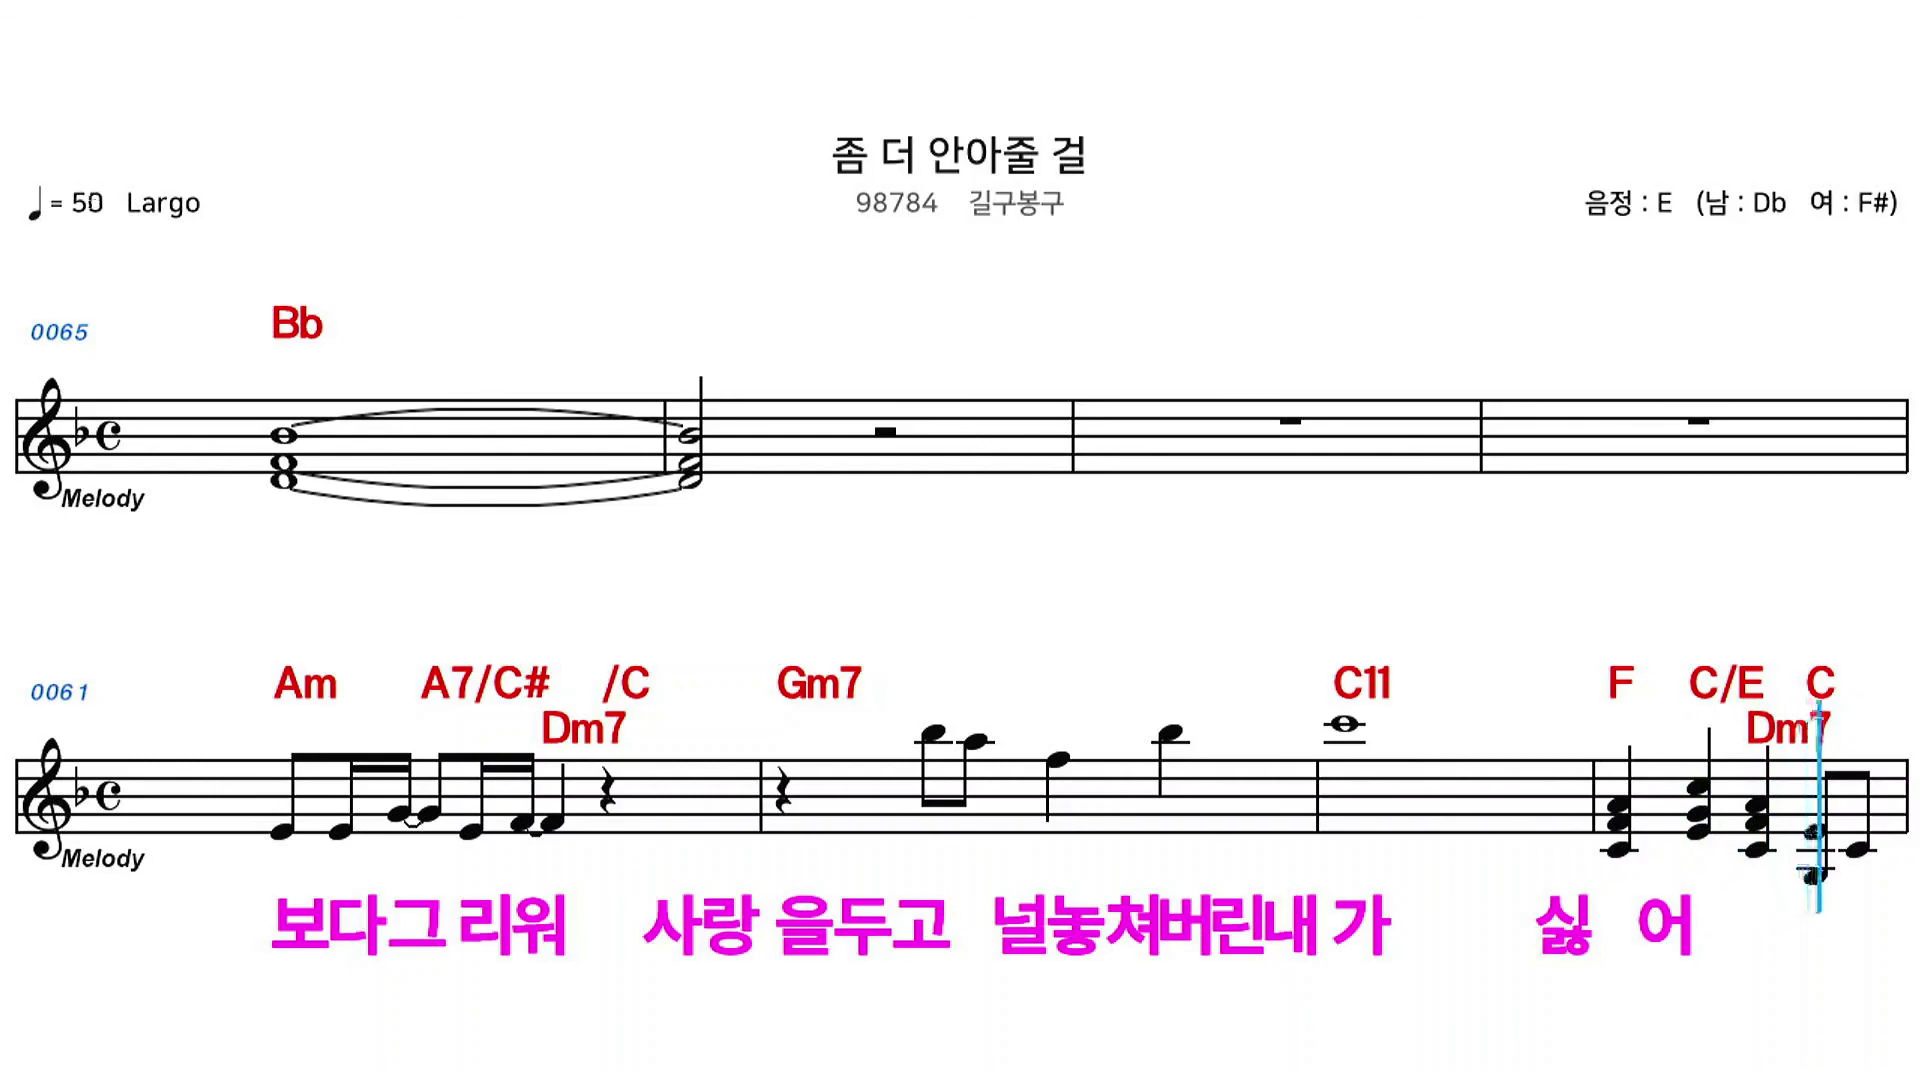 좀 더 안아줄 걸
♩= 50 Largo 98784 길구봉구 음정 : E (남 : Db 여 : F#)
0065 Bb
Melody
0061 Am A7/C# /C Gm7 C11 F C/E C
Dm7 Dm7
Melody
보다그 리워 사랑 을두고 널놓쳐버린내 가 싫 어